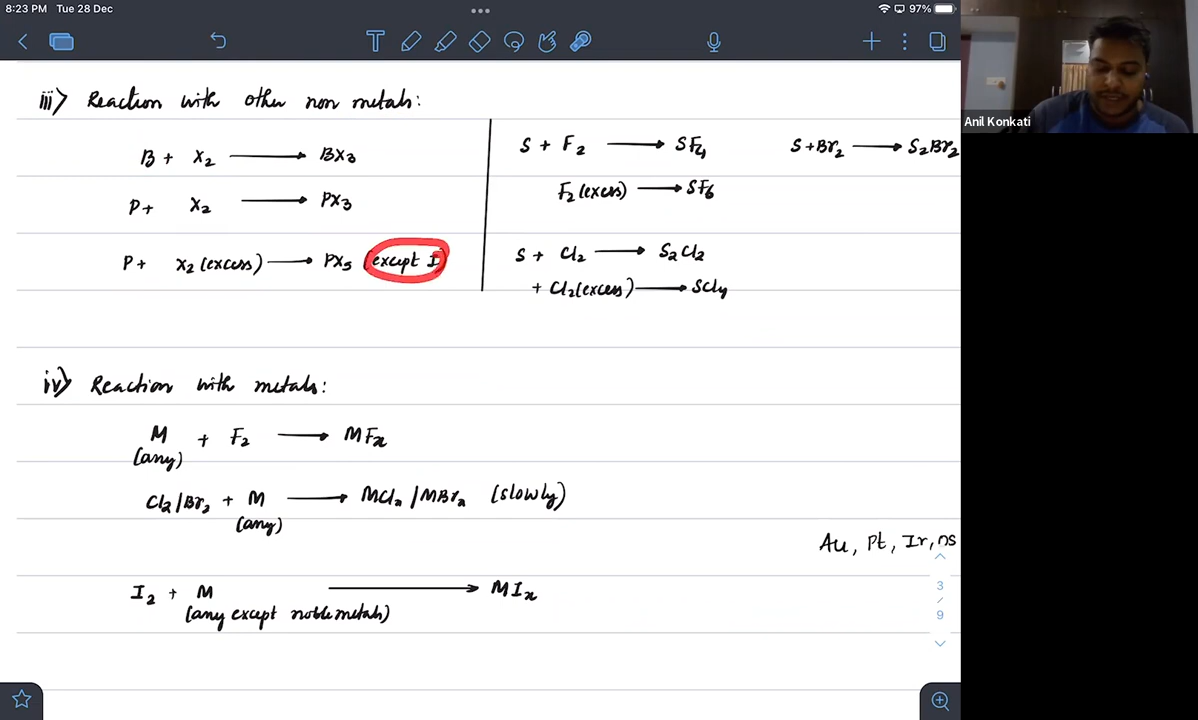 8:23 PM Tue 28 Dec
97%
Anil Konkati
iii) Reaction with other non metals:
B + X₂ ⟶ BX₃
P + X₂ ⟶ PX₃
P + X₂ (excess) ⟶ PX₅ (except I)
S + F₂ ⟶ SF₄
F₂ (excess) ⟶ SF₆
S + Cl₂ ⟶ S₂Cl₂
+ Cl₂ (excess) ⟶ SCl₄
S + Br₂ ⟶ S₂Br₂
iv) Reaction with metals:
M + F₂ ⟶ MFₓ
(any)
Cl₂/Br₂ + M ⟶ MClₓ/MBrₓ (slowly)
(any)
Au, Pt, Ir, Os
I₂ + M ⟶ MIₓ
(any except noble metals)
3
/
9